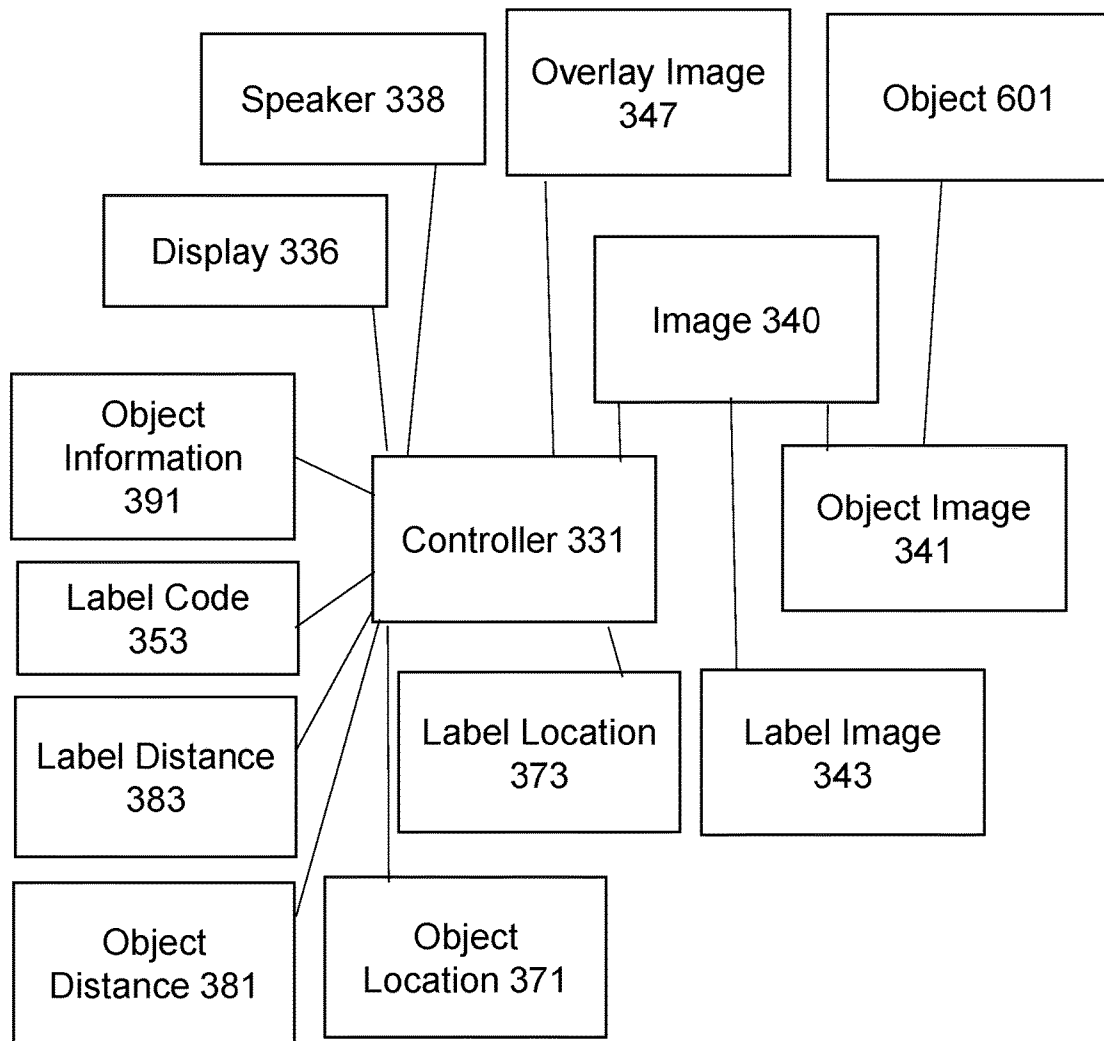 Speaker 338
Overlay Image
347
Object 601
Display 336
Image 340
Object
Information
391
Controller 331
Object Image
341
Label Code
353
Label Distance
383
Label Location
373
Label Image
343
Object
Distance 381
Object
Location 371